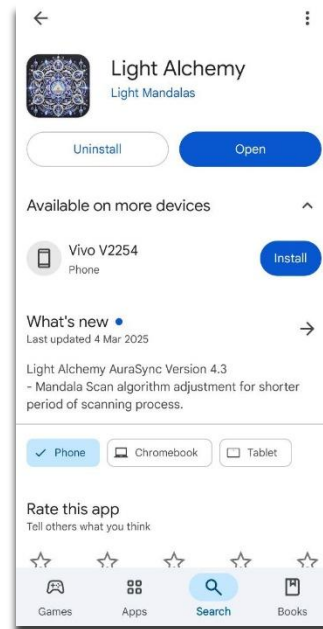 Light Alchemy
Light Mandalas
Uninstall
Open
Available on more devices
Vivo V2254
Phone
Install
What's new
Last updated 4 Mar 2025
Light Alchemy AuraSync Version 4.3
- Mandala Scan algorithm adjustment for shorter
period of scanning process.
Phone
Chromebook
Tablet
Rate this app
Tell others what you think
Games
Apps
Search
Books